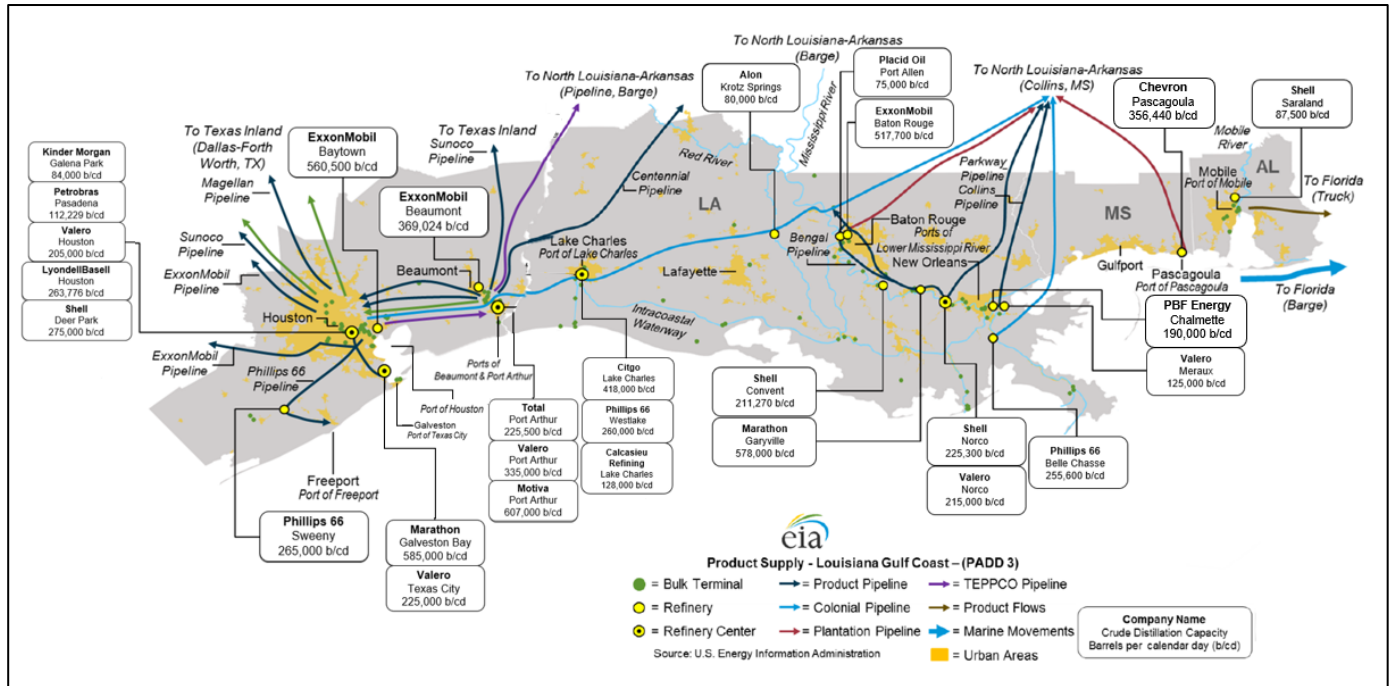 To North Louisiana-Arkansas
(Barge)
To North Louisiana-Arkansas
(Pipeline, Barge)
Alon
Krotz Springs
80,000 b/cd
Mississippi River
Placid Oil
Port Allen
75,000 b/cd
ExxonMobil
Baton Rouge
517,700 b/cd
To North Louisiana-Arkansas
(Collins, MS)
Chevron
Pascagoula
356,440 b/cd
Shell
Saraland
87,500 b/cd
Mobile
River
AL
Mobile
Port of Mobile
To Florida
(Truck)
To Texas Inland
(Dallas-Forth
Worth, TX)
Magellan
Pipeline
ExxonMobil
Baytown
560,500 b/cd
To Texas Inland
Sunoco
Pipeline
Red River
Centennial
Pipeline
LA
Parkway
Pipeline
Collins
Pipeline
MS
Kinder Morgan
Galena Park
84,000 b/cd
Petrobras
Pasadena
112,229 b/cd
Valero
Houston
205,000 b/cd
LyondellBasell
Houston
263,776 b/cd
Shell
Deer Park
275,000 b/cd
Sunoco
Pipeline
ExxonMobil
Pipeline
ExxonMobil
Beaumont
369,024 b/cd
Beaumont
Lake Charles
Port of Lake Charles
Lafayette
Bengal
Pipeline
Baton Rouge
Ports of
Lower Mississippi River
New Orleans
Gulfport
Pascagoula
Port of Pascagoula
To Florida
(Barge)
Houston
Intracoastal
Waterway
ExxonMobil
Pipeline
Phillips 66
Pipeline
Port of Houston
Galveston
Port of Texas City
Ports of
Beaumont & Port Arthur
Freeport
Port of Freeport
Phillips 66
Sweeny
265,000 b/cd
Marathon
Galveston Bay
585,000 b/cd
Valero
Texas City
225,000 b/cd
Total
Port Arthur
225,500 b/cd
Valero
Port Arthur
335,000 b/cd
Motiva
Port Arthur
607,000 b/cd
Citgo
Lake Charles
418,000 b/cd
Phillips 66
Westlake
260,000 b/cd
Calcasieu
Refining
Lake Charles
128,000 b/cd
Shell
Convent
211,270 b/cd
Marathon
Garyville
578,000 b/cd
Shell
Norco
225,300 b/cd
Valero
Norco
215,000 b/cd
Phillips 66
Belle Chasse
255,600 b/cd
PBF Energy
Chalmette
190,000 b/cd
Valero
Meraux
125,000 b/cd
eia
Product Supply - Louisiana Gulf Coast – (PADD 3)
= Bulk Terminal
= Product Pipeline
= TEPPCO Pipeline
= Refinery
= Colonial Pipeline
= Product Flows
= Refinery Center
= Plantation Pipeline
= Marine Movements
Source: U.S. Energy Information Administration
= Urban Areas
Company Name
Crude Distillation Capacity
Barrels per calendar day (b/cd)